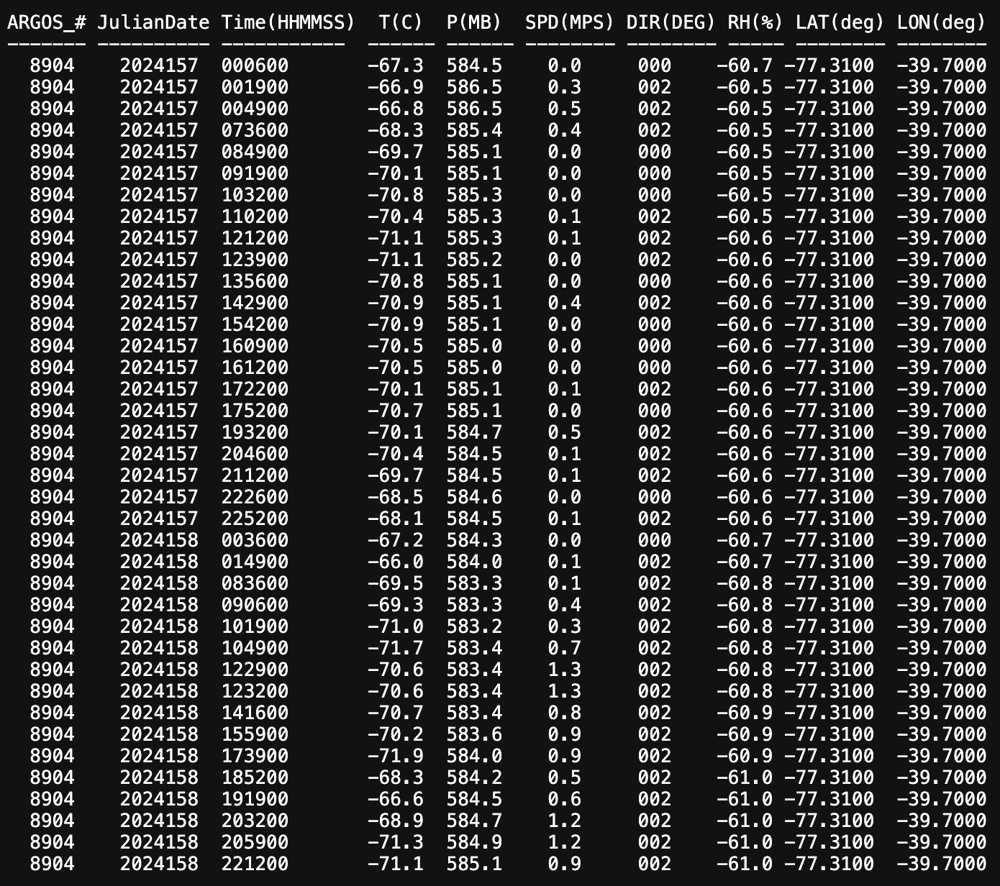 ARGOS_# JulianDate Time(HHMMSS) T(C) P(MB) SPD(MPS) DIR(DEG) RH(%) LAT(deg) LON(deg)
------- ---------- ----------- ------ ------ -------- -------- ----- -------- --------
8904 2024157 000600 -67.3 584.5 0.0 000 -60.7 -77.3100 -39.7000
8904 2024157 001900 -66.9 586.5 0.3 002 -60.5 -77.3100 -39.7000
8904 2024157 004900 -66.8 586.5 0.5 002 -60.5 -77.3100 -39.7000
8904 2024157 073600 -68.3 585.4 0.4 002 -60.5 -77.3100 -39.7000
8904 2024157 084900 -69.7 585.1 0.0 000 -60.5 -77.3100 -39.7000
8904 2024157 091900 -70.1 585.1 0.0 000 -60.5 -77.3100 -39.7000
8904 2024157 103200 -70.8 585.3 0.0 000 -60.5 -77.3100 -39.7000
8904 2024157 110200 -70.4 585.3 0.1 002 -60.5 -77.3100 -39.7000
8904 2024157 121200 -71.1 585.3 0.1 002 -60.6 -77.3100 -39.7000
8904 2024157 123900 -71.1 585.2 0.0 002 -60.6 -77.3100 -39.7000
8904 2024157 135600 -70.8 585.1 0.0 000 -60.6 -77.3100 -39.7000
8904 2024157 142900 -70.9 585.1 0.4 002 -60.6 -77.3100 -39.7000
8904 2024157 154200 -70.9 585.1 0.0 000 -60.6 -77.3100 -39.7000
8904 2024157 160900 -70.5 585.0 0.0 000 -60.6 -77.3100 -39.7000
8904 2024157 161200 -70.5 585.0 0.0 000 -60.6 -77.3100 -39.7000
8904 2024157 172200 -70.1 585.1 0.1 002 -60.6 -77.3100 -39.7000
8904 2024157 175200 -70.7 585.1 0.0 000 -60.6 -77.3100 -39.7000
8904 2024157 193200 -70.1 584.7 0.5 002 -60.6 -77.3100 -39.7000
8904 2024157 204600 -70.4 584.5 0.1 002 -60.6 -77.3100 -39.7000
8904 2024157 211200 -69.7 584.5 0.1 002 -60.6 -77.3100 -39.7000
8904 2024157 222600 -68.5 584.6 0.0 000 -60.6 -77.3100 -39.7000
8904 2024157 225200 -68.1 584.5 0.1 002 -60.6 -77.3100 -39.7000
8904 2024158 003600 -67.2 584.3 0.0 000 -60.7 -77.3100 -39.7000
8904 2024158 014900 -66.0 584.0 0.1 002 -60.7 -77.3100 -39.7000
8904 2024158 083600 -69.5 583.3 0.1 002 -60.8 -77.3100 -39.7000
8904 2024158 090600 -69.3 583.3 0.4 002 -60.8 -77.3100 -39.7000
8904 2024158 101900 -71.0 583.2 0.3 002 -60.8 -77.3100 -39.7000
8904 2024158 104900 -71.7 583.4 0.7 002 -60.8 -77.3100 -39.7000
8904 2024158 122900 -70.6 583.4 1.3 002 -60.8 -77.3100 -39.7000
8904 2024158 123200 -70.6 583.4 1.3 002 -60.8 -77.3100 -39.7000
8904 2024158 141600 -70.7 583.4 0.8 002 -60.9 -77.3100 -39.7000
8904 2024158 155900 -70.2 583.6 0.9 002 -60.9 -77.3100 -39.7000
8904 2024158 173900 -71.9 584.0 0.9 002 -60.9 -77.3100 -39.7000
8904 2024158 185200 -68.3 584.2 0.5 002 -61.0 -77.3100 -39.7000
8904 2024158 191900 -66.6 584.5 0.6 002 -61.0 -77.3100 -39.7000
8904 2024158 203200 -68.9 584.7 1.2 002 -61.0 -77.3100 -39.7000
8904 2024158 205900 -71.3 584.9 1.2 002 -61.0 -77.3100 -39.7000
8904 2024158 221200 -71.1 585.1 0.9 002 -61.0 -77.3100 -39.7000